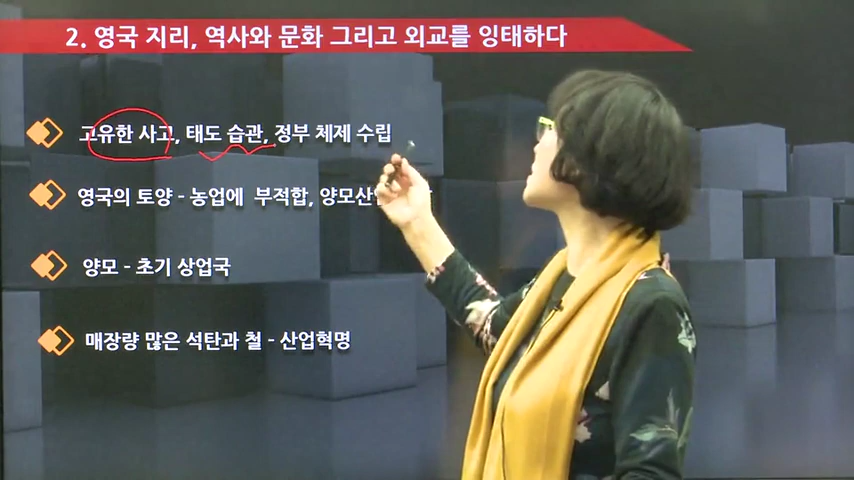 2. 영국 지리, 역사와 문화 그리고 외교를 잉태하다
고유한 사고, 태도 습관, 정부 체제 수립
영국의 토양 - 농업에 부적합, 양모산업
양모 - 초기 상업국
매장량 많은 석탄과 철 - 산업혁명